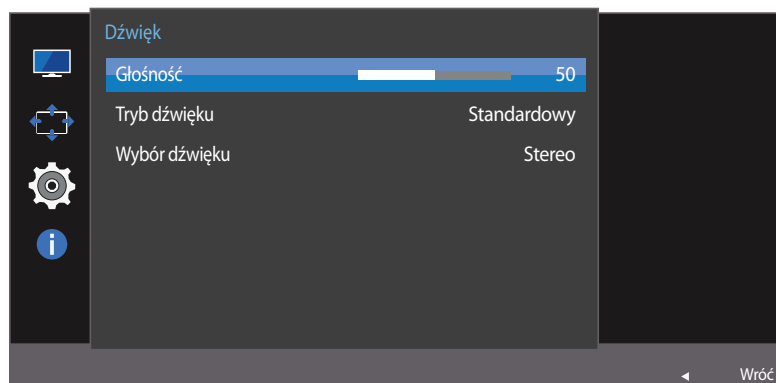 Dźwięk
Głośność 50
Tryb dźwięku Standardowy
Wybór dźwięku Stereo
Wróć